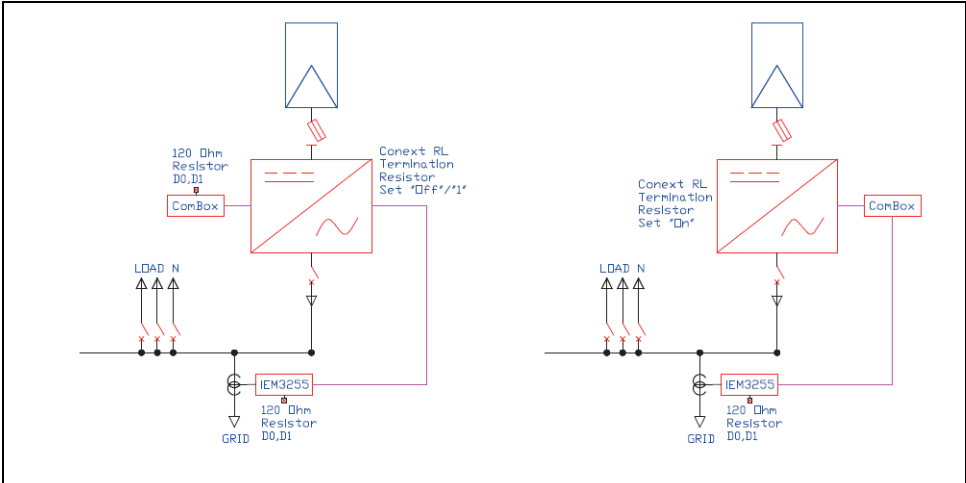 120 Ohm
Resistor
D0,D1
ComBox
Conext RL
Termination
Resistor
Set "Off"/"1"
LOAD N
IEM3255
120 Ohm
Resistor
D0,D1
GRID
Conext RL
Termination
Resistor
Set "On"
ComBox
LOAD N
IEM3255
120 Ohm
Resistor
D0,D1
GRID